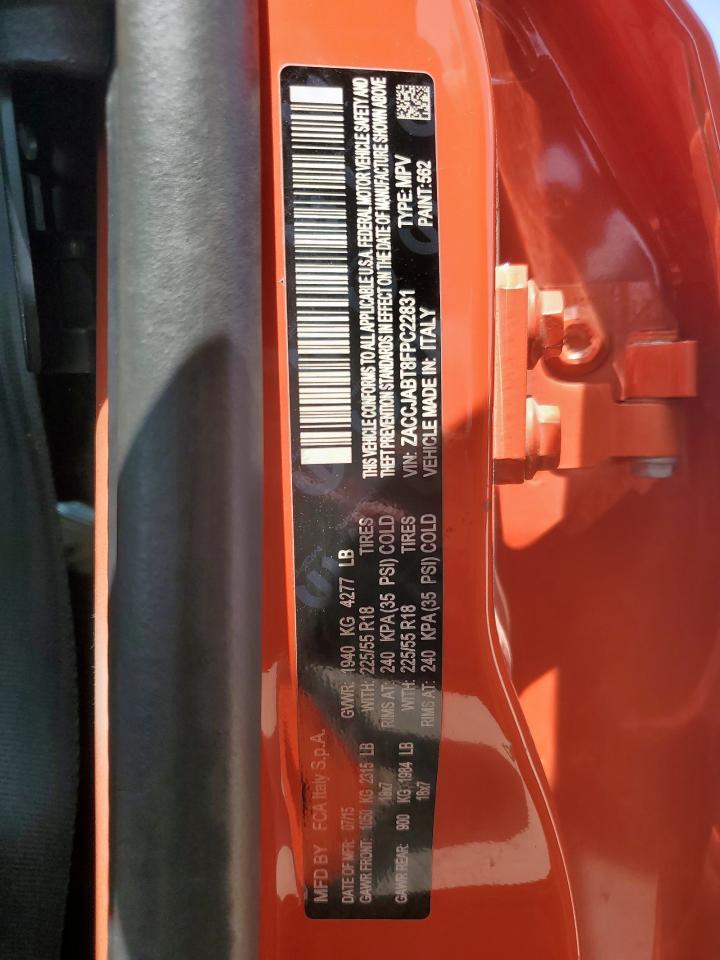 MFD BY FCA Italy S.p.A.
DATE OF MFR: 07/15 GVWR: 1940 KG 4277 LB
GAWR FRONT: 1050 KG 2315 LB WITH: 225/55 R18 TIRES
18x7 RIMS AT: 240 KPA(35 PSI) COLD
GAWR REAR: 900 KG 1984 LB WITH: 225/55 R18 TIRES
18x7 RIMS AT: 240 KPA(35 PSI) COLD
THIS VEHICLE CONFORMS TO ALL APPLICABLE U.S.A. FEDERAL MOTOR VEHICLE SAFETY AND
THEFT PREVENTION STANDARDS IN EFFECT ON THE DATE OF MANUFACTURE SHOWN ABOVE
VIN: ZACCJABT8FPC22831 TYPE: MPV
VEHICLE MADE IN: ITALY PAINT: 562